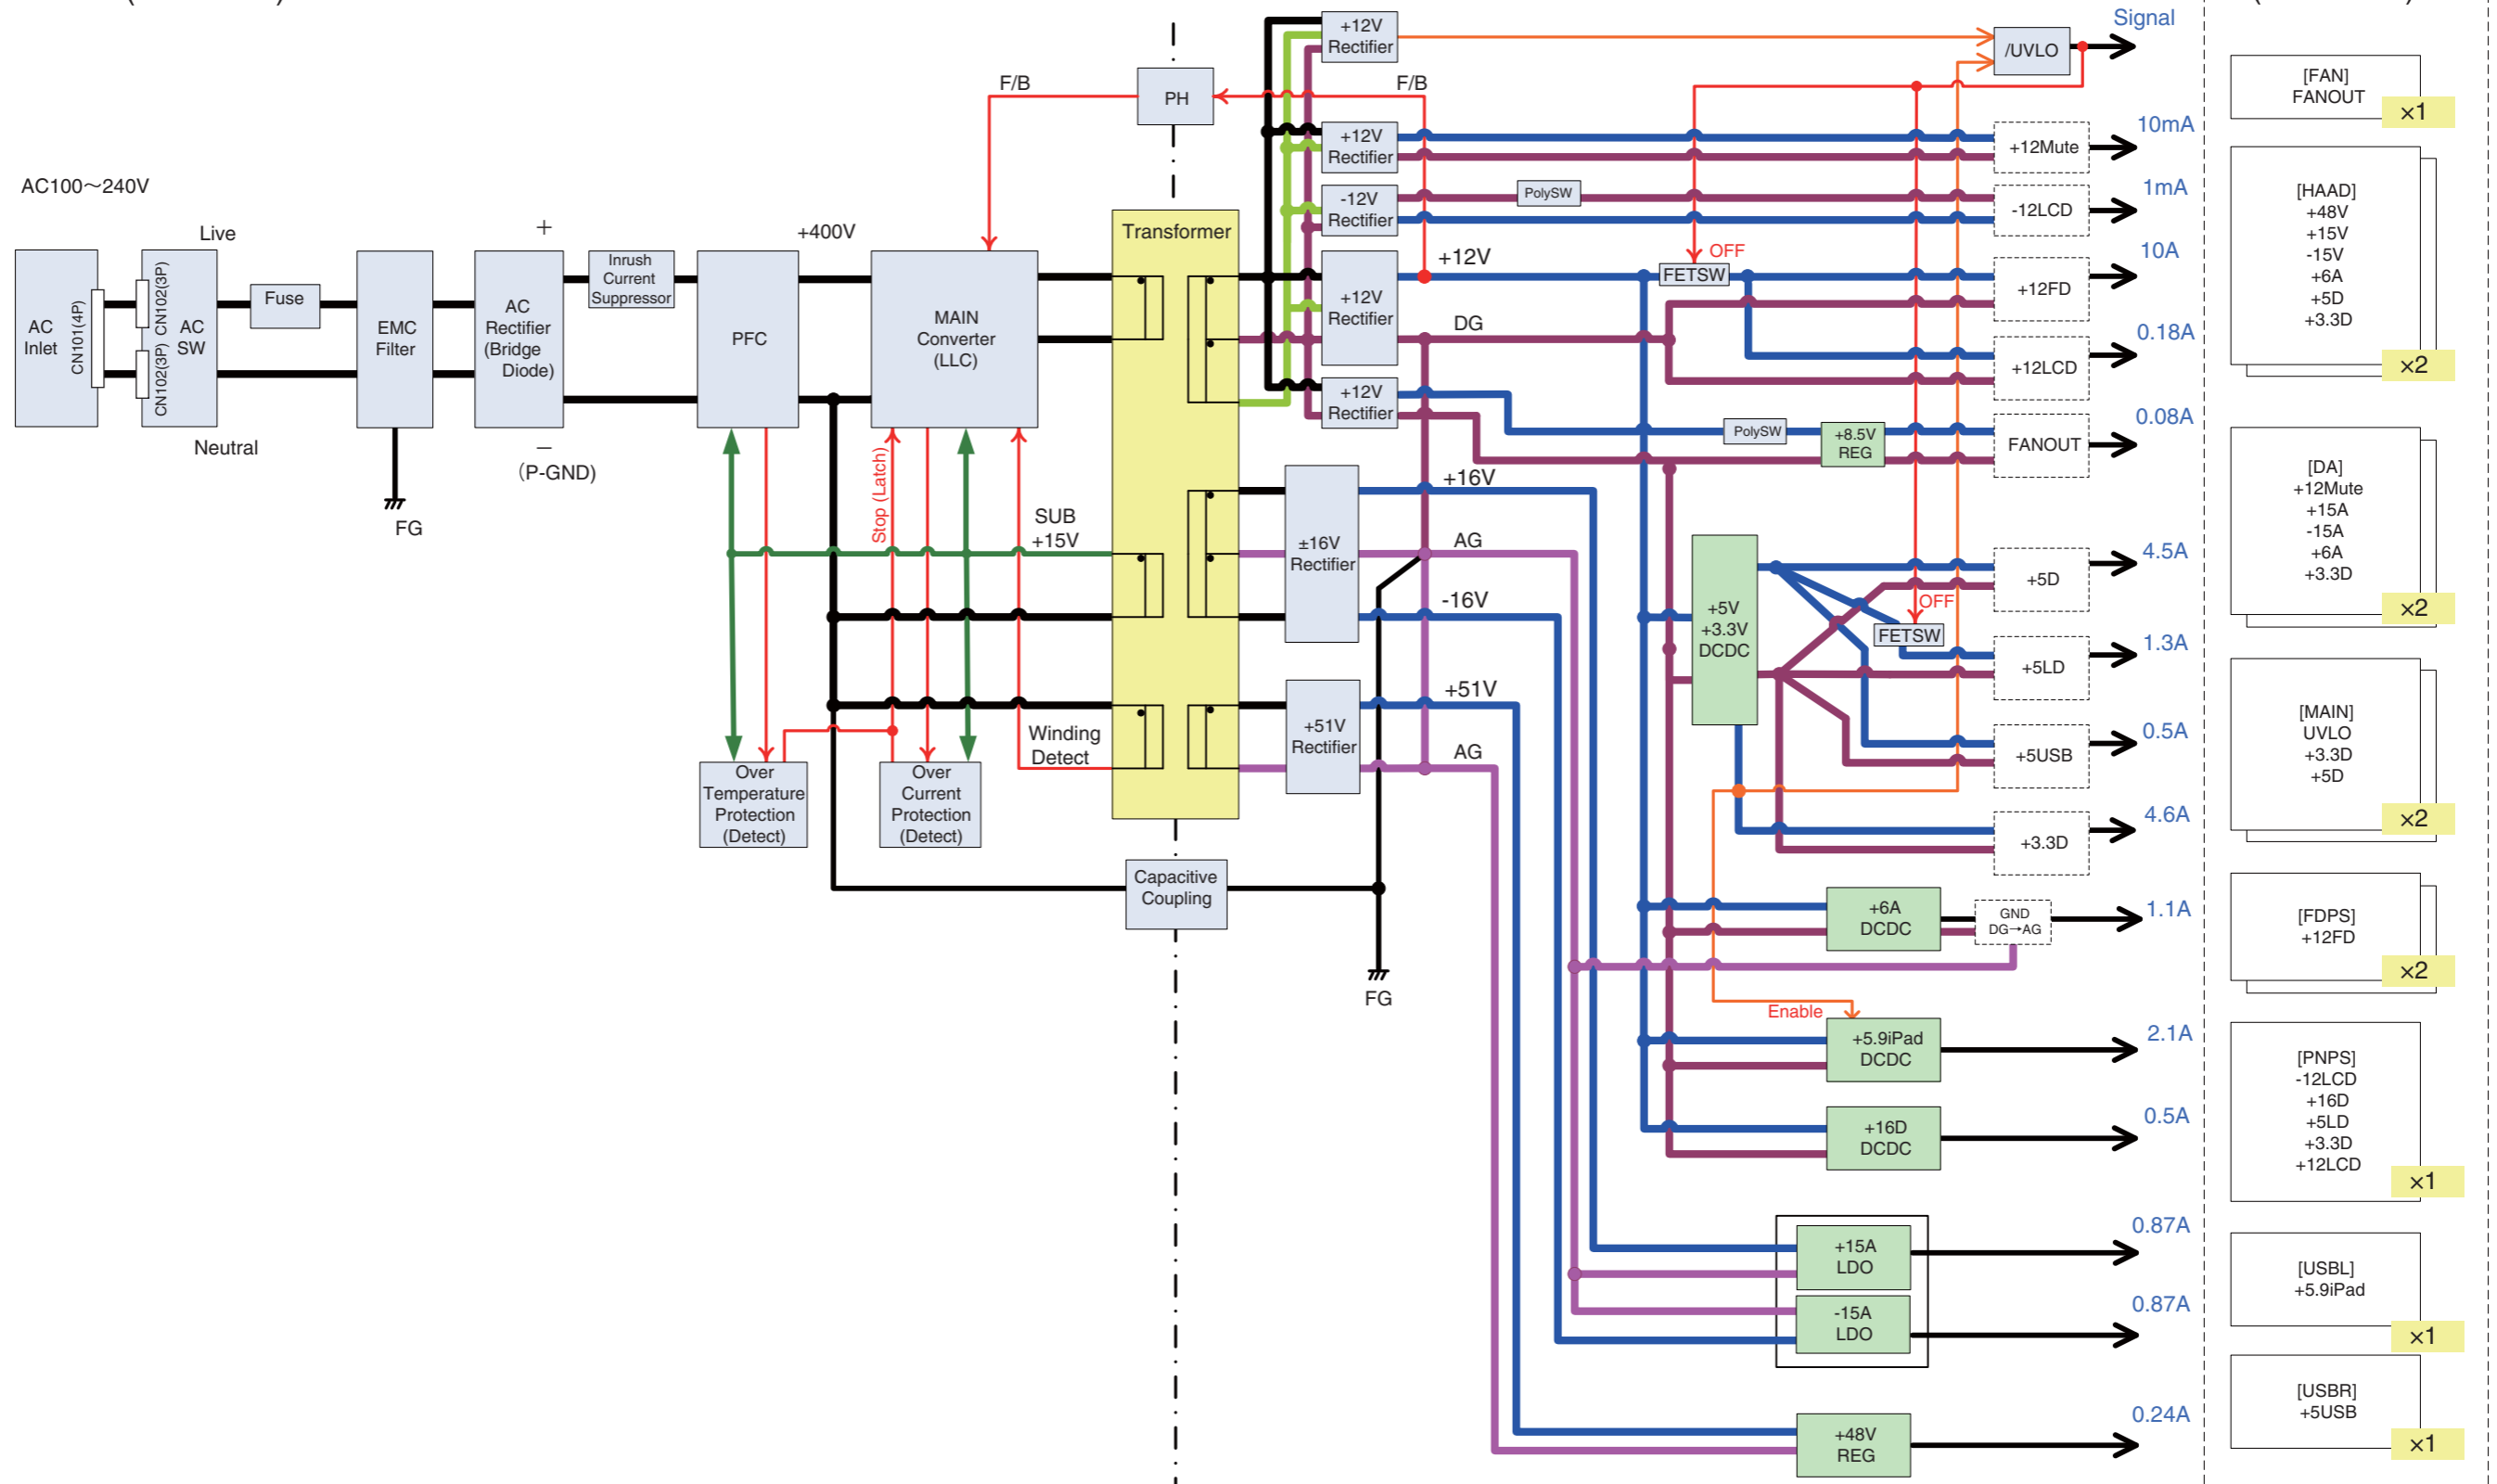 AC100～240V
AC
Inlet
CN101(4P)
CN102(3P)
CN102(3P)
AC
SW
Live
Neutral
Fuse
EMC
Filter
FG
AC
Rectifier
(Bridge
Diode)
+
−
(P-GND)
Inrush
Current
Suppressor
PFC
+400V
MAIN
Converter
(LLC)
F/B
PH
F/B
Stop (Latch)
SUB
+15V
Winding
Detect
Over
Temperature
Protection
(Detect)
Over
Current
Protection
(Detect)
Transformer
Capacitive
Coupling
FG
+12V
Rectifier
+12V
Rectifier
-12V
Rectifier
+12V
Rectifier
+12V
Rectifier
±16V
Rectifier
+51V
Rectifier
PolySW
+12V
DG
+16V
AG
-16V
+51V
AG
OFF
FETSW
PolySW
+8.5V
REG
+5V
+3.3V
DCDC
OFF
FETSW
+6A
DCDC
GND
DG→AG
Enable
+5.9iPad
DCDC
+16D
DCDC
+15A
LDO
-15A
LDO
+48V
REG
/UVLO
+12Mute
-12LCD
+12FD
+12LCD
FANOUT
+5D
+5LD
+5USB
+3.3D
Signal
10mA
1mA
10A
0.18A
0.08A
4.5A
1.3A
0.5A
4.6A
1.1A
2.1A
0.5A
0.87A
0.87A
0.24A
[FAN]
FANOUT
×1
[HAAD]
+48V
+15V
-15V
+6A
+5D
+3.3D
×2
[DA]
+12Mute
+15A
-15A
+6A
+3.3D
×2
[MAIN]
UVLO
+3.3D
+5D
×2
[FDPS]
+12FD
×2
[PNPS]
-12LCD
+16D
+5LD
+3.3D
+12LCD
×1
[USBL]
+5.9iPad
×1
[USBR]
+5USB
×1